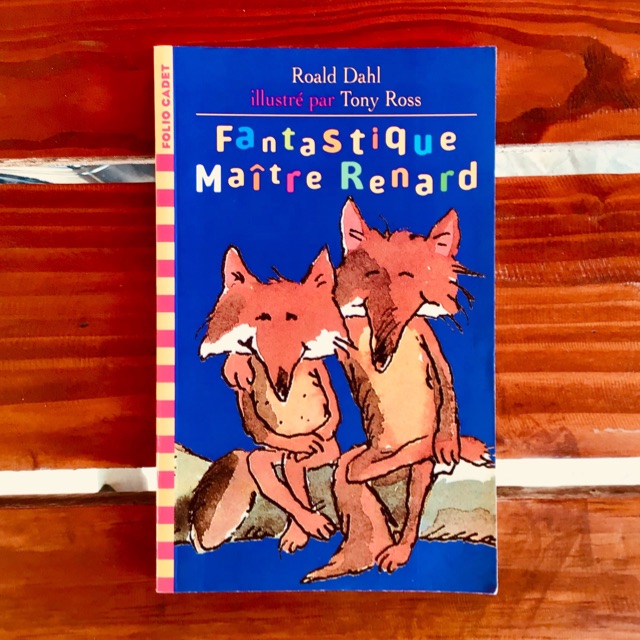 FOLIO CADET
Roald Dahl
illustré par Tony Ross
Fantastique
Maître Renard